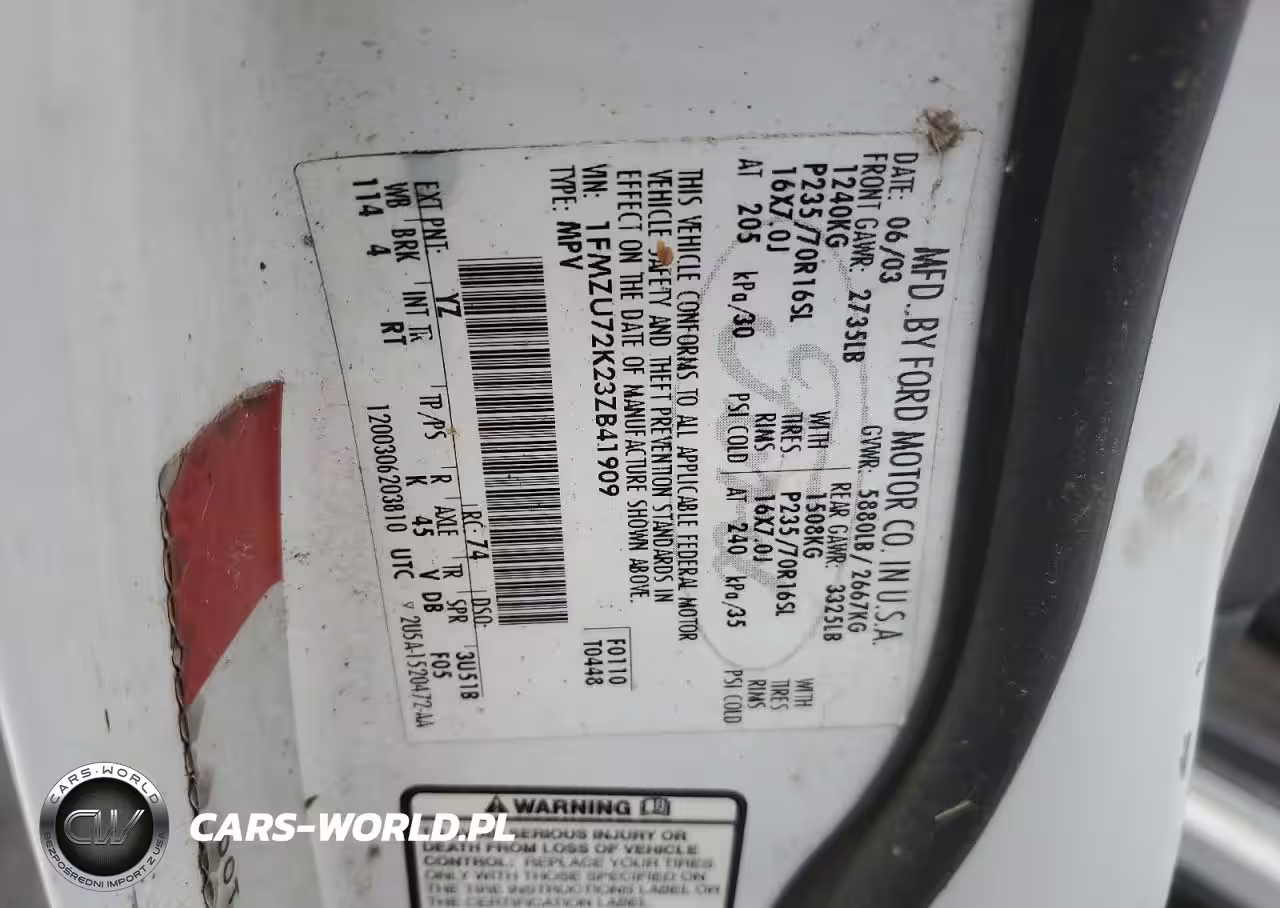 MFD. BY FORD MOTOR CO. IN U.S.A.
DATE: 06/03 GVWR: 5880LB/2667KG
FRONT GAWR: 2735LB REAR GAWR: 3325LB
1240KG WITH 1508KG WITH
P235/70R16SL TIRES P235/70R16SL TIRES
16X7.0J RIMS 16X7.0J RIMS
AT 205 kPa/30 PSI COLD AT 240 kPa/35 PSI COLD
THIS VEHICLE CONFORMS TO ALL APPLICABLE FEDERAL MOTOR
VEHICLE SAFETY AND THEFT PREVENTION STANDARDS IN
EFFECT ON THE DATE OF MANUFACTURE SHOWN ABOVE.
VIN: 1FMZU72K23ZB41909
TYPE: MPV
F0110
T0448
EXT PNT: YZ RC: 74 DSO:
WB BRK INT TR TP/PS R AXLE TR SPR 3U51B
114 4 RT K 45 V DB F05
1200306203810 UTC 2U5A-1520472-AA
WARNING
SERIOUS INJURY OR
DEATH FROM LOSS OF VEHICLE
CONTROL: REPLACE YOUR TIRES
ONLY WITH THOSE SPECIFIED ON
THE TIRE INSTRUCTIONS LABEL OR
THE CERTIFICATION LABEL
CARS-WORLD
CW
BEZPOŚREDNI IMPORT Z USA
CARS-WORLD.PL